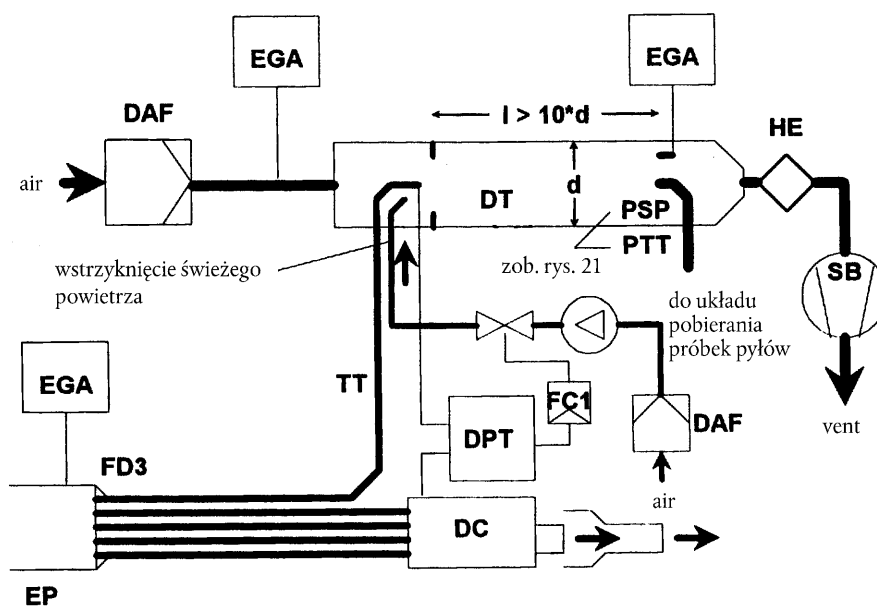 EGA
EGA
DAF
l > 10*d
HE
air
d
DT
PSP
PTT
zob. rys. 21
SB
wstrzyknięcie świeżego
powietrza
do układu
pobierania
próbek pyłów
EGA
TT
FC1
DAF
vent
DPT
FD3
air
DC
EP